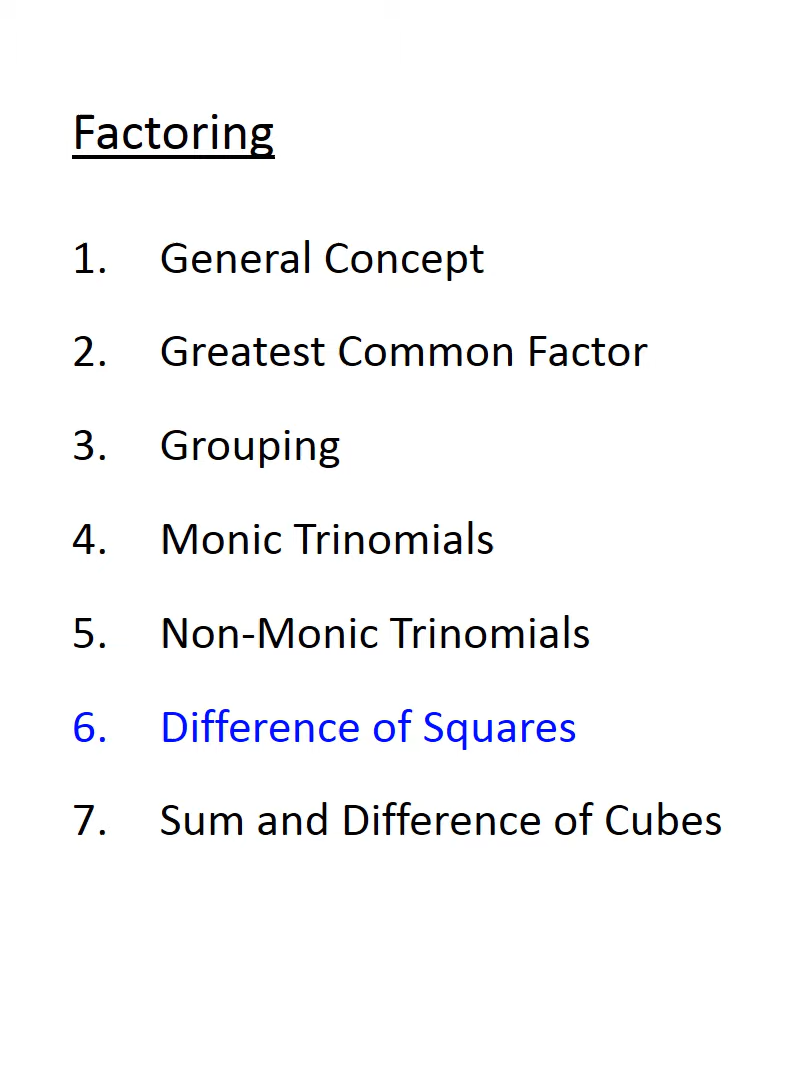 Factoring
1. General Concept
2. Greatest Common Factor
3. Grouping
4. Monic Trinomials
5. Non-Monic Trinomials
6. Difference of Squares
7. Sum and Difference of Cubes